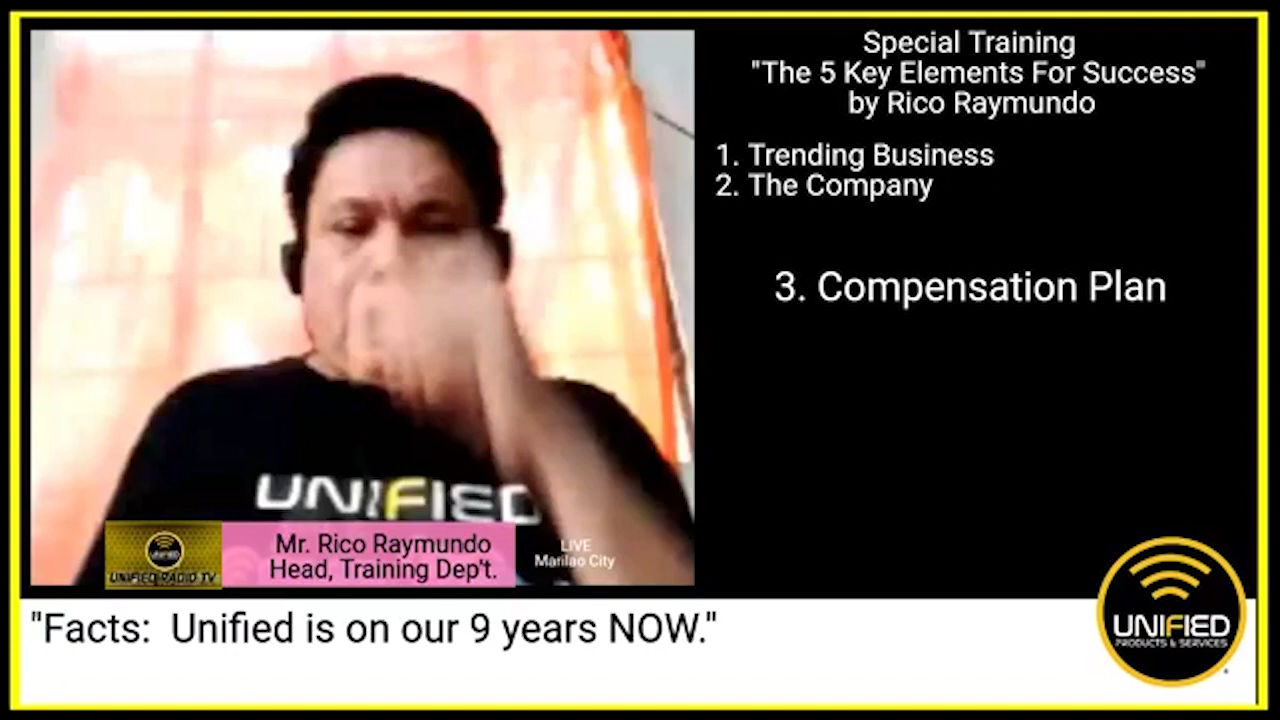 Special Training
"The 5 Key Elements For Success"
by Rico Raymundo
1. Trending Business
2. The Company
3. Compensation Plan
UNIFIED
UNIFIED
UNIFIED RADIO TV
Mr. Rico Raymundo
Head, Training Dep't.
LIVE
Marilao City
"Facts:  Unified is on our 9 years NOW."
UNIFIED
PRODUCTS & SERVICES